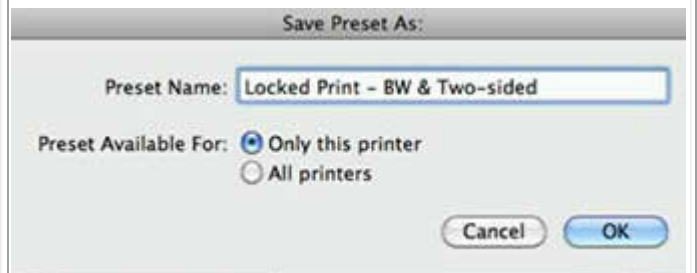 Save Preset As:
Preset Name: Locked Print - BW & Two-sided
Preset Available For: Only this printer
All printers
Cancel OK